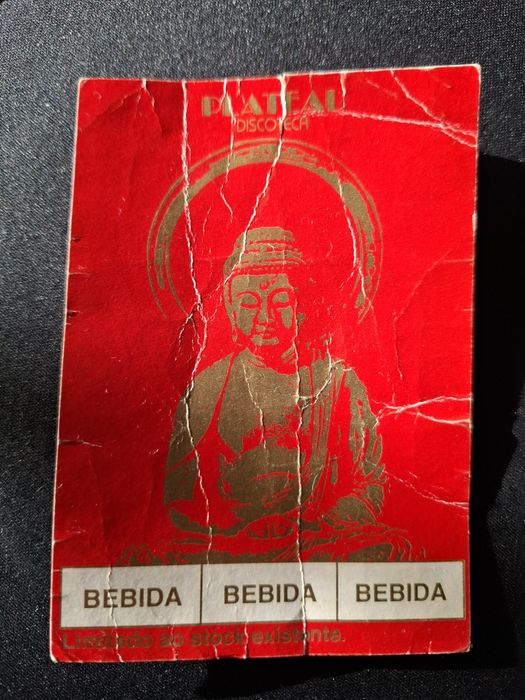 PLATEAU
DISCOTECA
BEBIDA BEBIDA BEBIDA
Limitado ao stock existente.